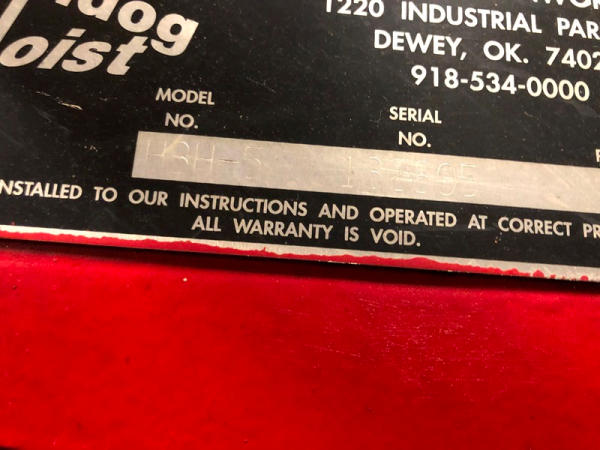 dog
oist
1220 INDUSTRIAL PAR
DEWEY, OK. 7402
918-534-0000
MODEL
NO.
SERIAL
NO.
NSTALLED TO OUR INSTRUCTIONS AND OPERATED AT CORRECT PR
ALL WARRANTY IS VOID.